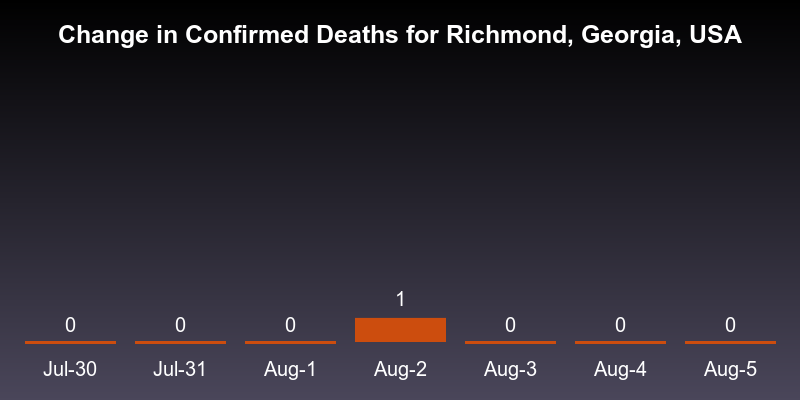 Change in Confirmed Deaths for Richmond, Georgia, USA
1
0 0 0 0 0 0
Jul-30 Jul-31 Aug-1 Aug-2 Aug-3 Aug-4 Aug-5